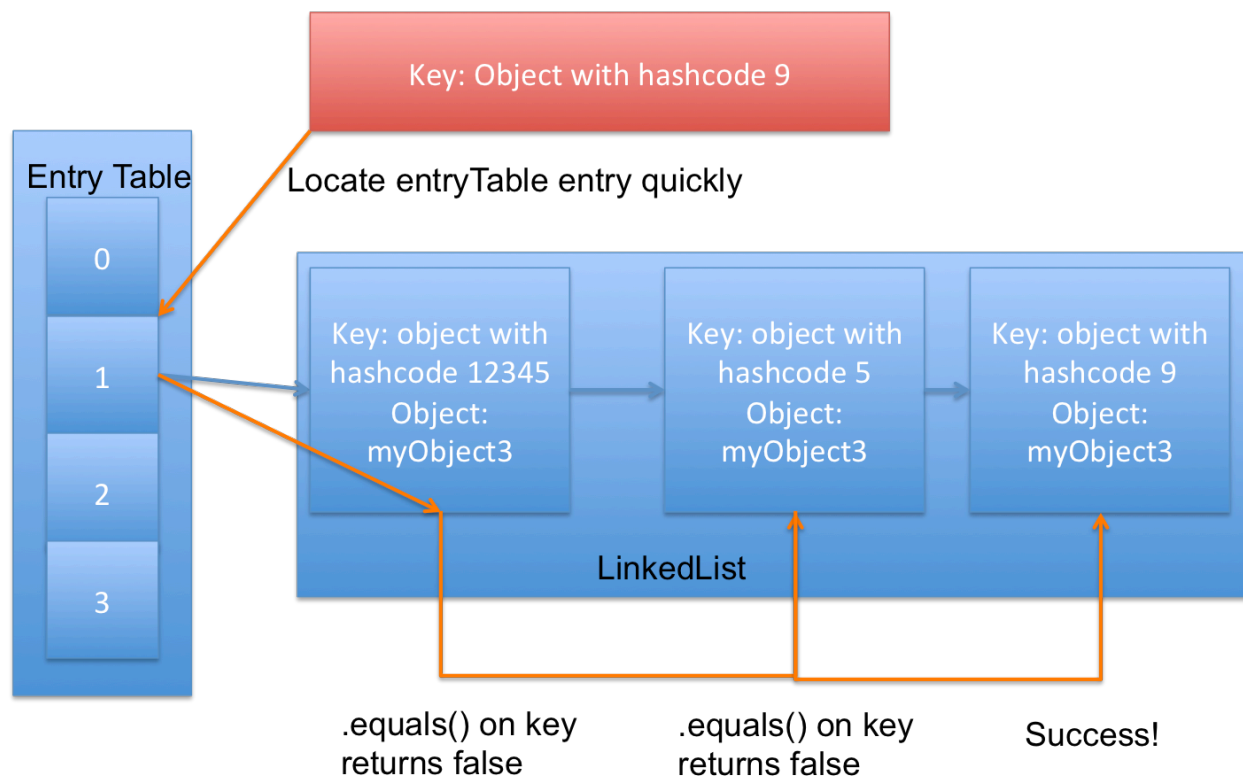 Key: Object with hashcode 9
Entry Table
Locate entryTable entry quickly
0
1
2
3
Key: object with
hashcode 12345
Object:
myObject3
Key: object with
hashcode 5
Object:
myObject3
Key: object with
hashcode 9
Object:
myObject3
LinkedList
.equals() on key
returns false
.equals() on key
returns false
Success!